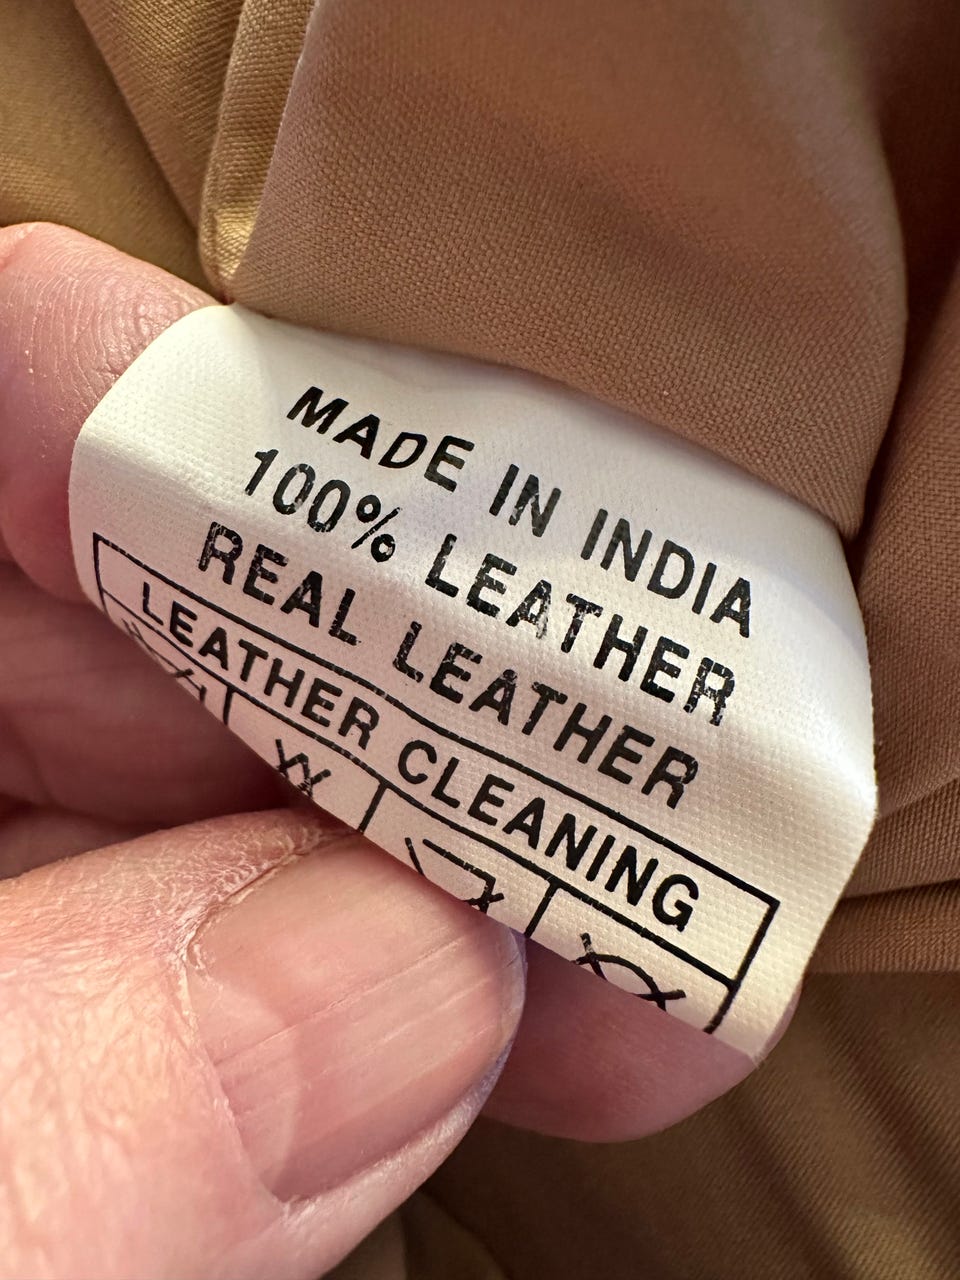 MADE IN INDIA
100% LEATHER
REAL LEATHER
LEATHER CLEANING